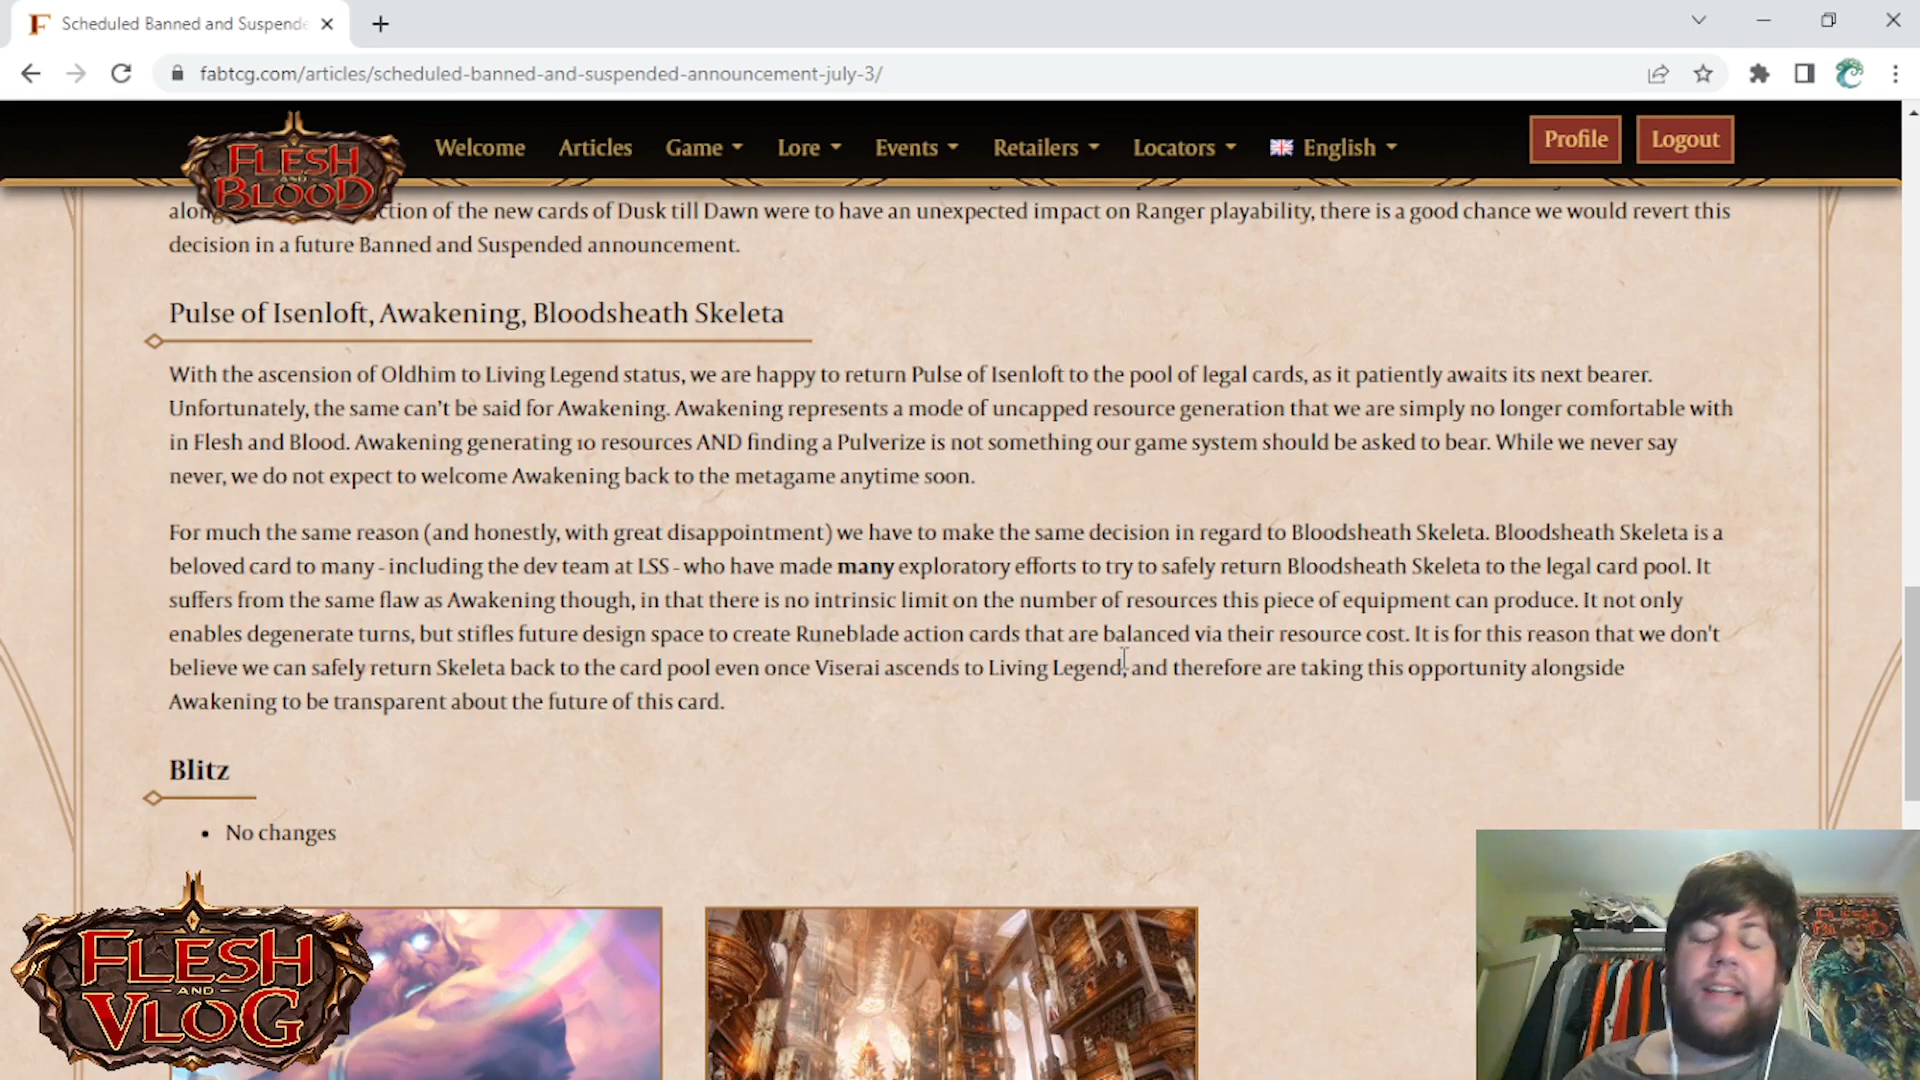 Scheduled Banned and Suspende
fabtcg.com/articles/scheduled-banned-and-suspended-announcement-july-3/
FLESH AND BLOOD
Welcome Articles Game Lore Events Retailers Locators English Profile Logout
along ction of the new cards of Dusk till Dawn were to have an unexpected impact on Ranger playability, there is a good chance we would revert this
decision in a future Banned and Suspended announcement.
Pulse of Isenloft, Awakening, Bloodsheath Skeleta
With the ascension of Oldhim to Living Legend status, we are happy to return Pulse of Isenloft to the pool of legal cards, as it patiently awaits its next bearer.
Unfortunately, the same can't be said for Awakening. Awakening represents a mode of uncapped resource generation that we are simply no longer comfortable with
in Flesh and Blood. Awakening generating 10 resources AND finding a Pulverize is not something our game system should be asked to bear. While we never say
never, we do not expect to welcome Awakening back to the metagame anytime soon.
For much the same reason (and honestly, with great disappointment) we have to make the same decision in regard to Bloodsheath Skeleta. Bloodsheath Skeleta is a
beloved card to many - including the dev team at LSS - who have made many exploratory efforts to try to safely return Bloodsheath Skeleta to the legal card pool. It
suffers from the same flaw as Awakening though, in that there is no intrinsic limit on the number of resources this piece of equipment can produce. It not only
enables degenerate turns, but stifles future design space to create Runeblade action cards that are balanced via their resource cost. It is for this reason that we don't
believe we can safely return Skeleta back to the card pool even once Viserai ascends to Living Legend, and therefore are taking this opportunity alongside
Awakening to be transparent about the future of this card.
Blitz
• No changes
FLESH
AND
VLOG